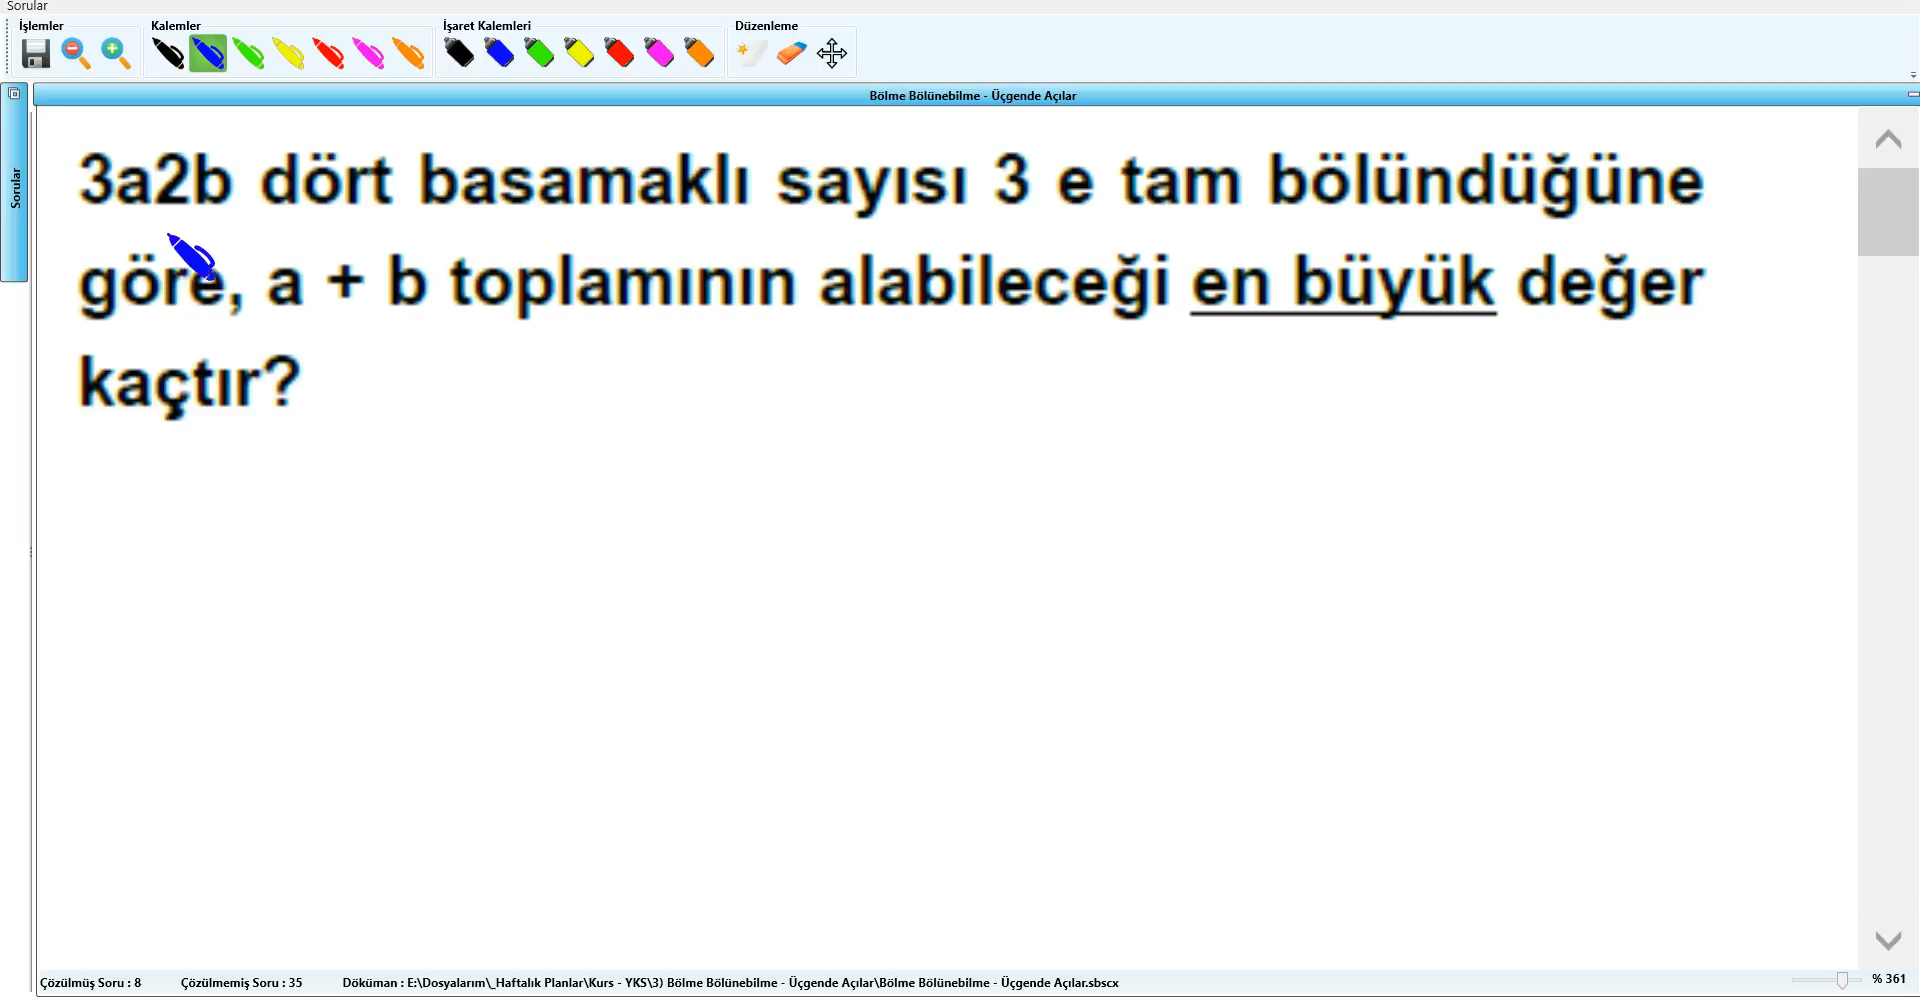 Sorular
İşlemler
Kalemler
İşaret Kalemleri
Düzenleme
Sorular
Bölme Bölünebilme - Üçgende Açılar
3a2b dört basamaklı sayısı 3 e tam bölündüğüne
göre, a + b toplamının alabileceği en büyük değer
kaçtır?
Çözülmüş Soru : 8
Çözülmemiş Soru : 35
Döküman : E:\Dosyalarım\_Haftalık Planlar\Kurs - YKS\3) Bölme Bölünebilme - Üçgende Açılar\Bölme Bölünebilme - Üçgende Açılar.sbscx
% 361